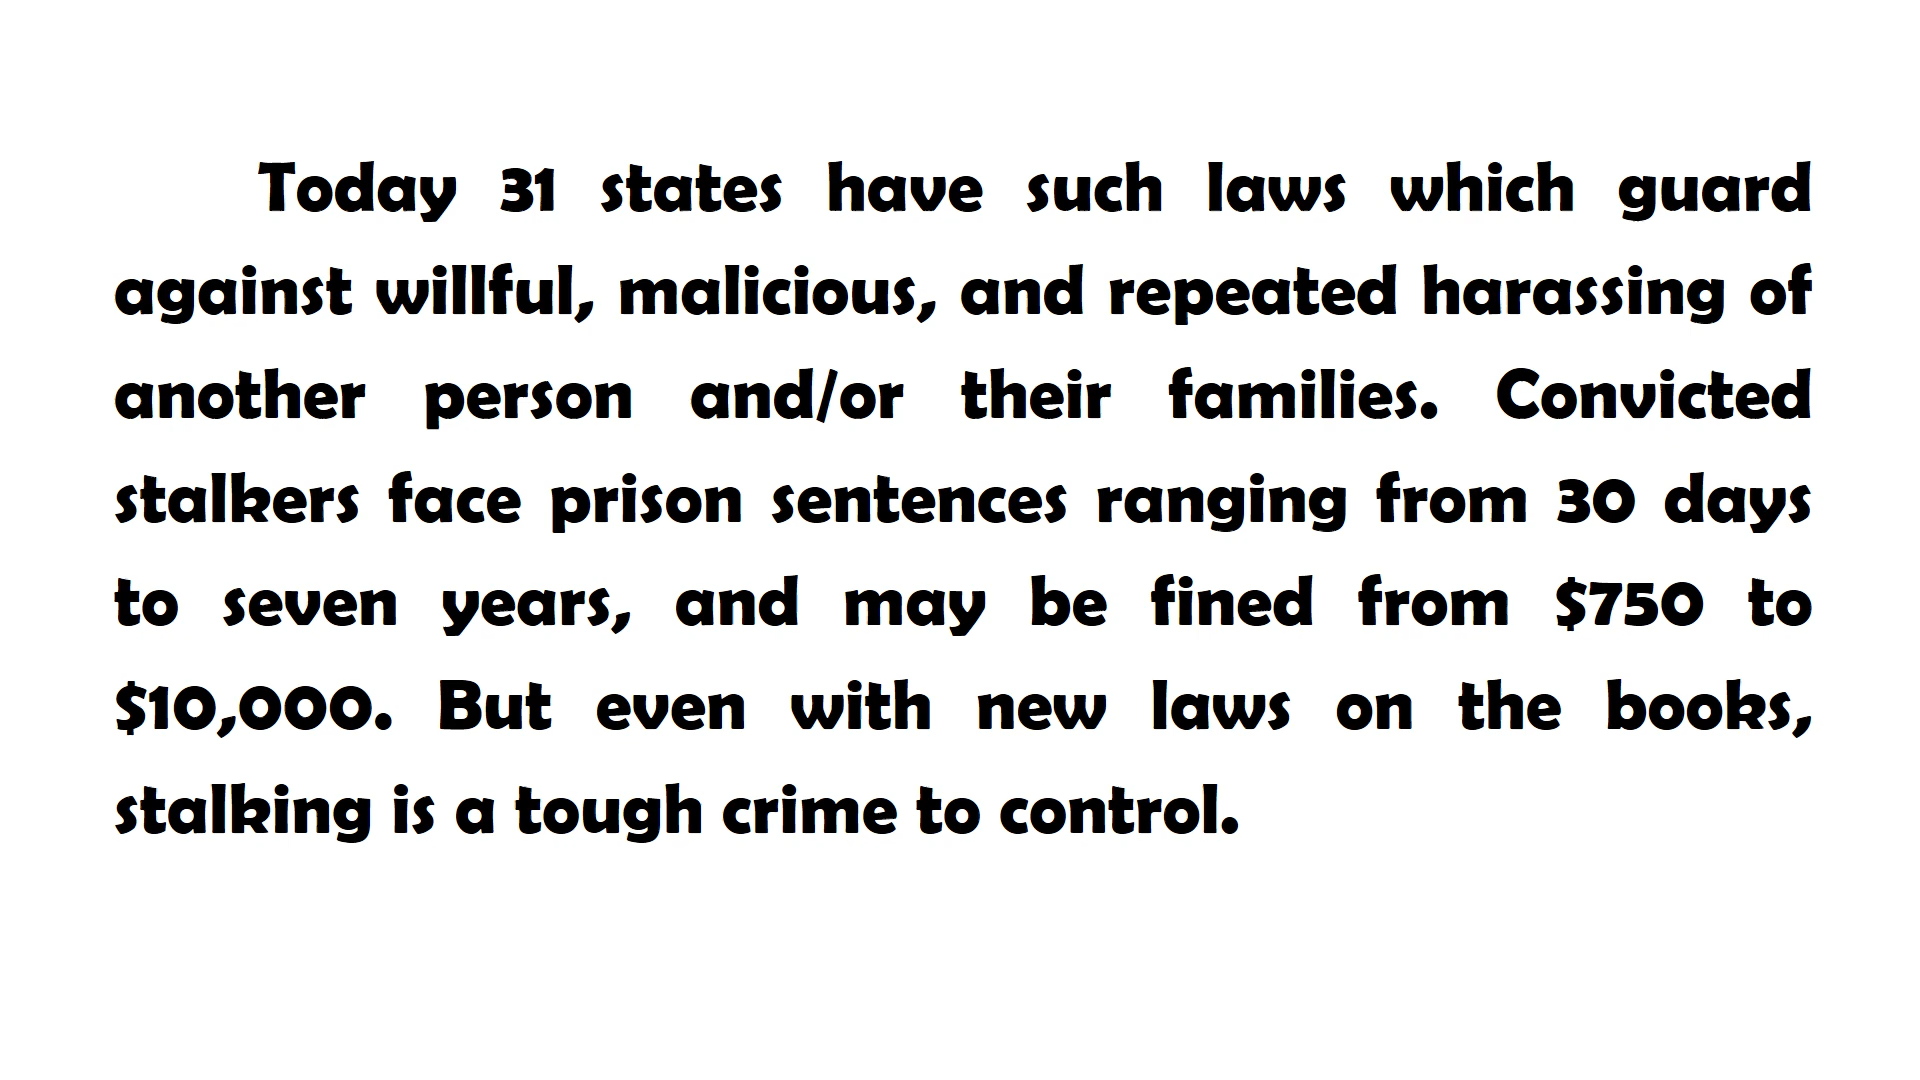 Today 31 states have such laws which guard
against willful, malicious, and repeated harassing of
another person and/or their families. Convicted
stalkers face prison sentences ranging from 30 days
to seven years, and may be fined from $750 to
$10,000. But even with new laws on the books,
stalking is a tough crime to control.